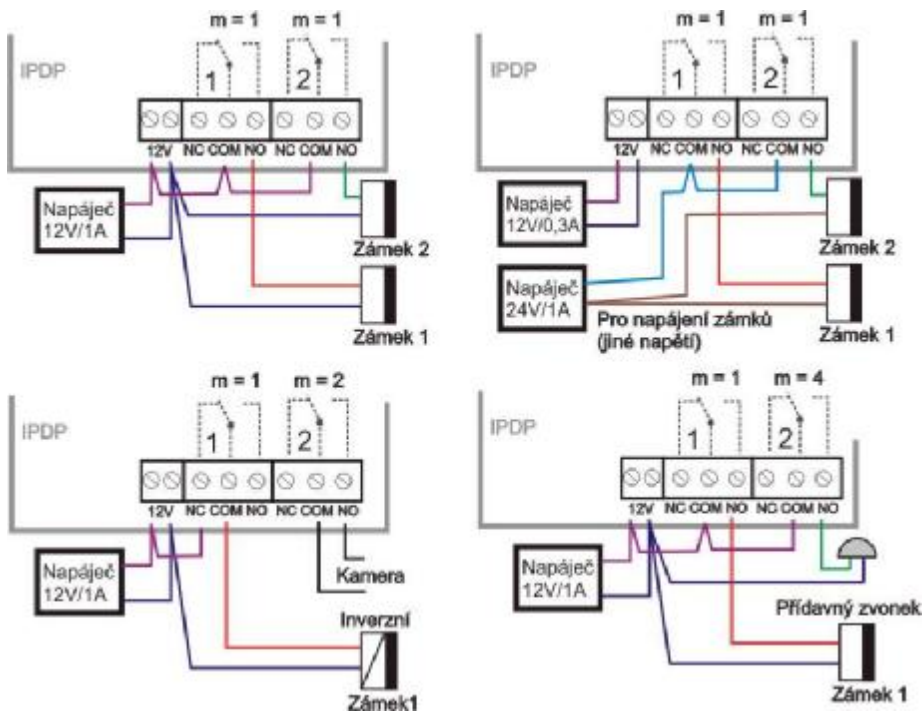 m = 1 m = 1
IPDP
1 2
12V NC COM NO NC COM NO
Napáječ
12V/1A
Zámek 2
Zámek 1
m = 1 m = 1
IPDP
1 2
12V NC COM NO NC COM NO
Napáječ
12V/0,3A
Zámek 2
Napáječ
24V/1A
Pro napájení zámků
(jiné napětí)
Zámek 1
m = 1 m = 2
IPDP
1 2
12V NC COM NO COM NO
Napáječ
12V/1A
Kamera
Inverzní
Zámek1
m = 1 m = 4
IPDP
1 2
12V NC COM NO NC COM NO
Napáječ
12V/1A
Přídavný zvonek
Zámek 1